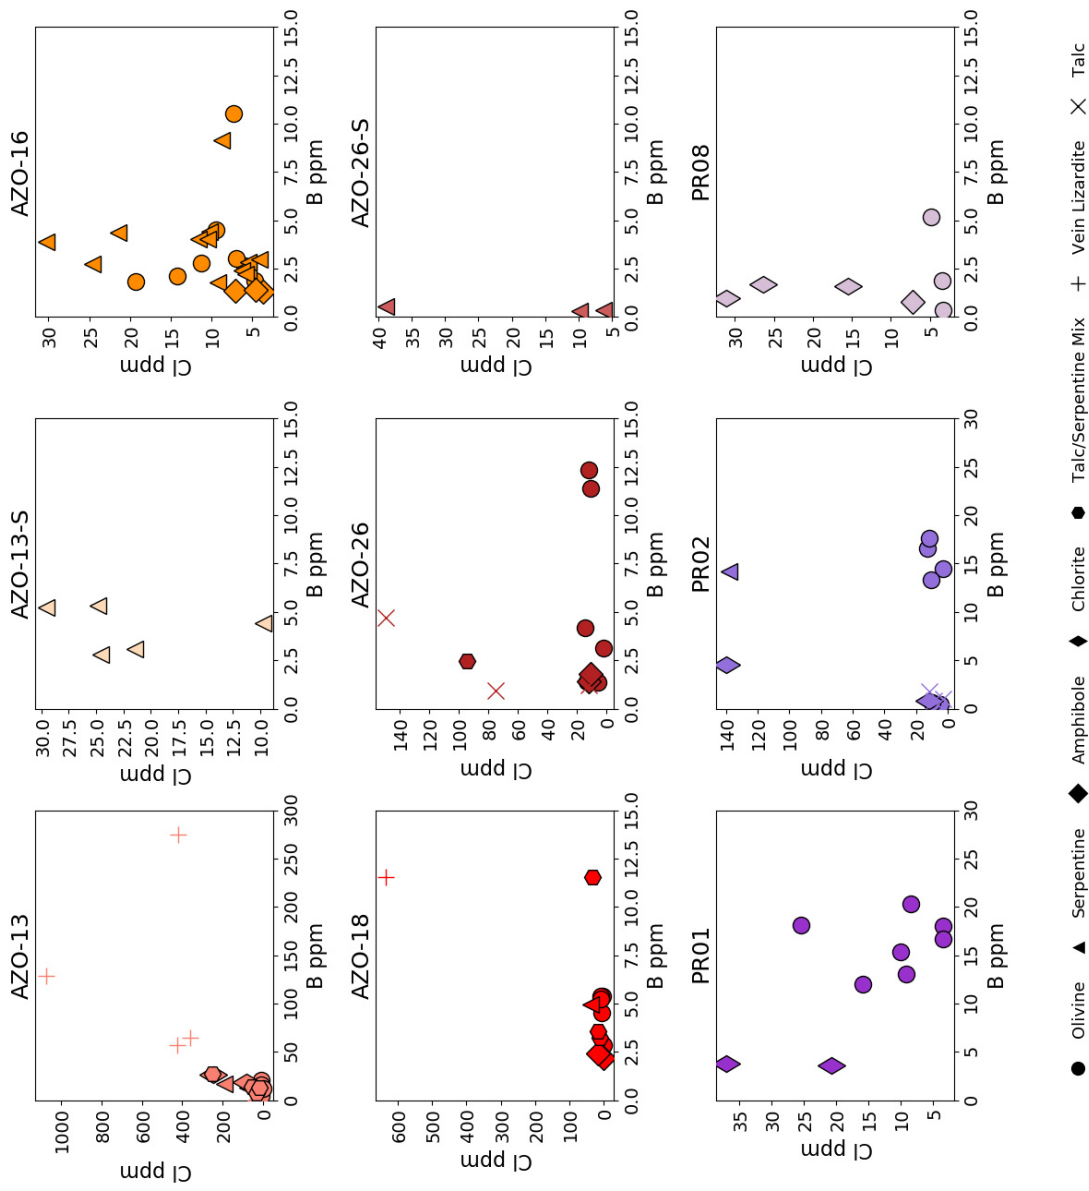 AZO-13
Cl ppm
1000
800
600
400
200
0
0 50 100 150 200 250 300
B ppm
AZO-13-S
Cl ppm
30.0
27.5
25.0
22.5
20.0
17.5
15.0
12.5
10.0
0.0 2.5 5.0 7.5 10.0 12.5 15.0
B ppm
AZO-16
Cl ppm
30
25
20
15
10
5
0.0 2.5 5.0 7.5 10.0 12.5 15.0
B ppm
AZO-18
Cl ppm
600
500
400
300
200
100
0
0.0 2.5 5.0 7.5 10.0 12.5 15.0
B ppm
AZO-26
Cl ppm
140
120
100
80
60
40
20
0
0.0 2.5 5.0 7.5 10.0 12.5 15.0
B ppm
AZO-26-S
Cl ppm
40
35
30
25
20
15
10
5
0.0 2.5 5.0 7.5 10.0 12.5 15.0
B ppm
PR01
Cl ppm
35
30
25
20
15
10
5
0 5 10 15 20 25 30
B ppm
PR02
Cl ppm
140
120
100
80
60
40
20
0
0 5 10 15 20 25 30
B ppm
PR08
Cl ppm
30
25
20
15
10
5
0.0 2.5 5.0 7.5 10.0 12.5 15.0
B ppm
Olivine Serpentine Amphibole Chlorite Talc/Serpentine Mix Vein Lizardite Talc